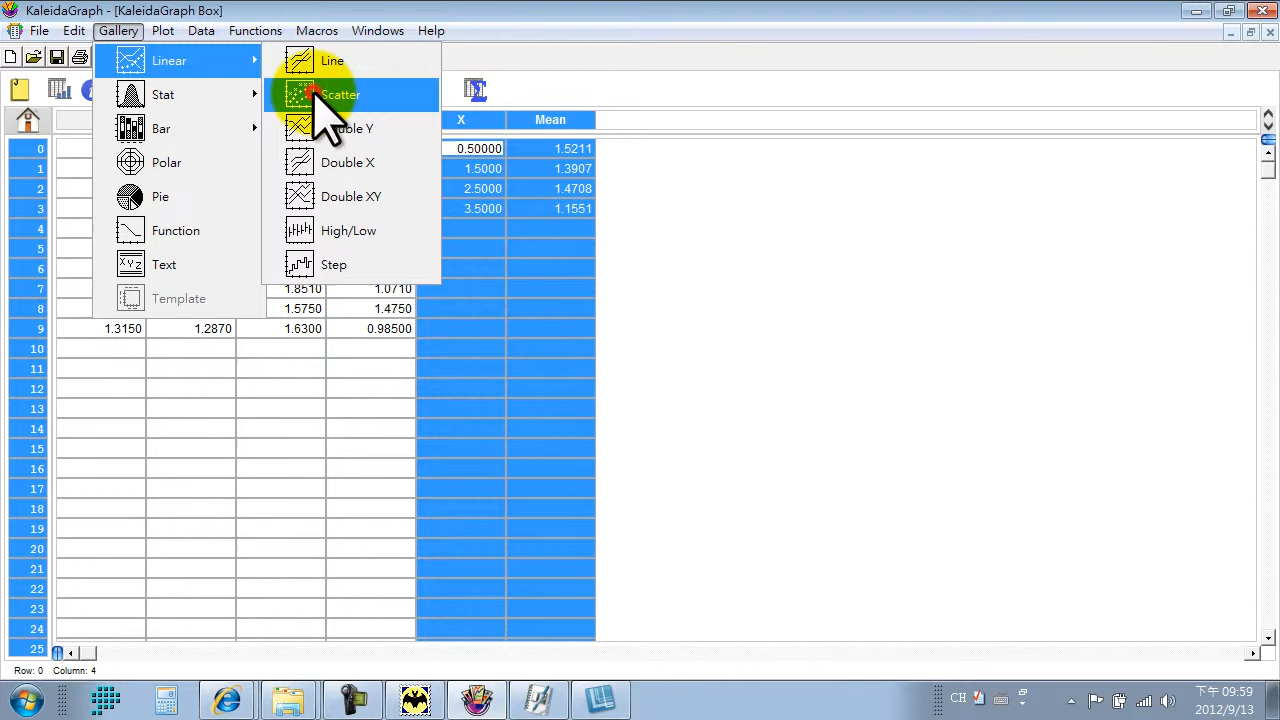 KaleidaGraph - [KaleidaGraph Box]
File Edit Gallery Plot Data Functions Macros Windows Help
Linear
Stat
Bar
Polar
Pie
Function
Text
Template
Line
Scatter
Y
Double X
Double XY
High/Low
Step
X Mean
0 0.50000 1.5211
1 1.5000 1.3907
2 2.5000 1.4708
3 3.5000 1.1551
4
5
6
7 1.8510 1.0710
8 1.5750 1.4750
9 1.3150 1.2870 1.6300 0.98500
10
11
12
13
14
15
16
17
18
19
20
21
22
23
24
25
Row: 0 Column: 4
CH
下午 09:59
2012/9/13